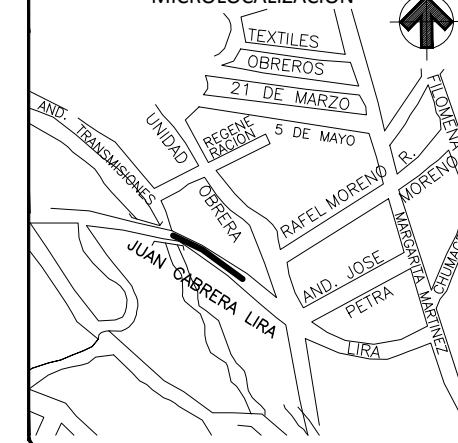 MICROLOCALIZACIÓN
TEXTILES
OBREROS
21 DE MARZO
5 DE MAYO
REGENE
RACION
UNIDAD
OBRERA
AND. TRANSMISIONES
JUAN CABRERA LIRA
RAFEL MORENO
R. MORENO
FILOMENA
CHUMAC
MARGARITA MARTINEZ
AND. JOSE
PETRA
LIRA